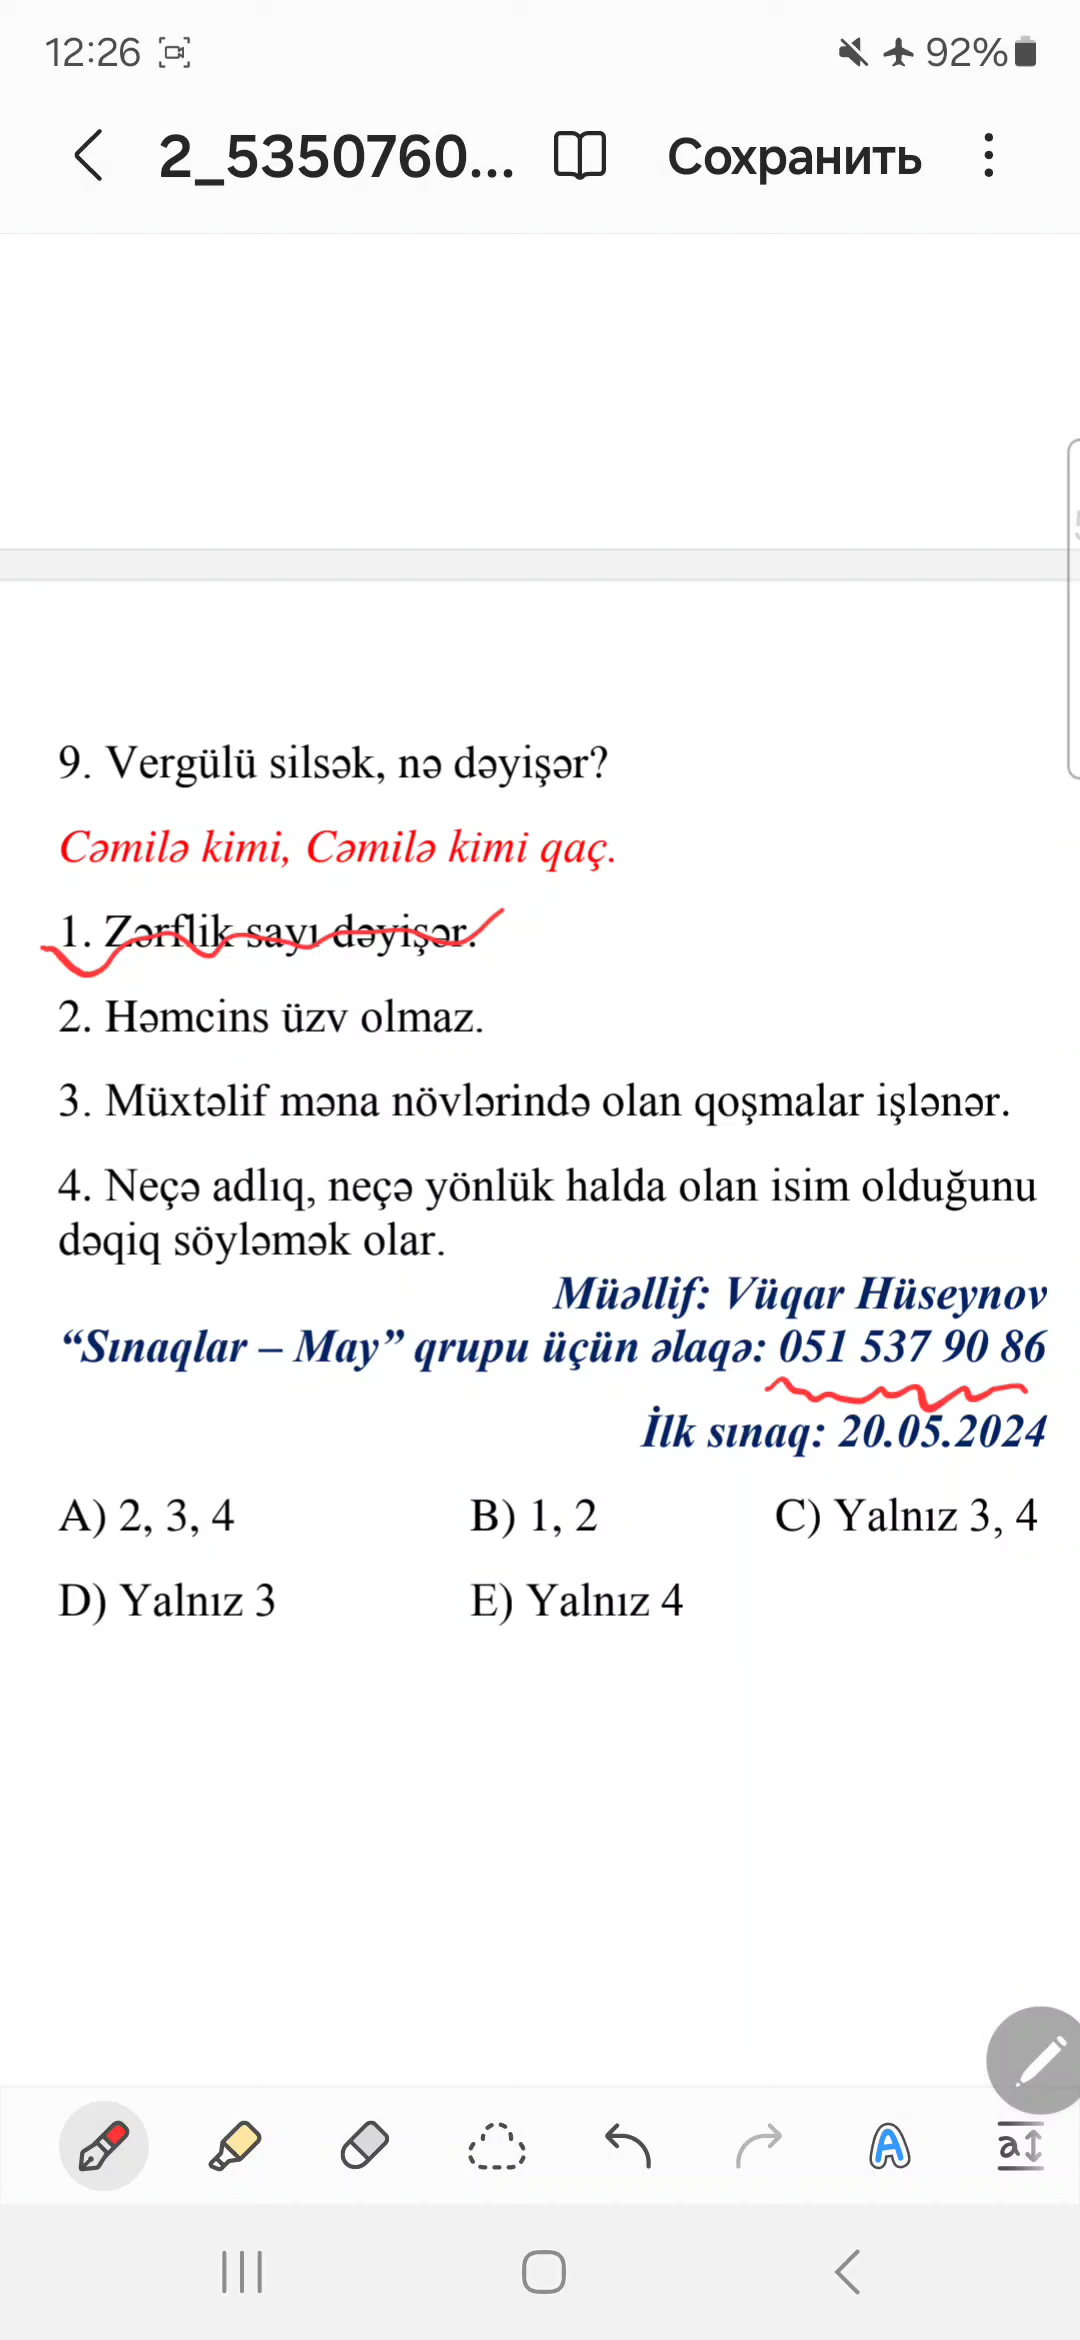 12:26 92%
2_5350760... Сохранить
9. Vergülü silsək, nə dəyişər?
Cəmilə kimi, Cəmilə kimi qaç.
1. Zərflik sayı dəyişər.
2. Həmcins üzv olmaz.
3. Müxtəlif məna növlərində olan qoşmalar işlənər.
4. Neçə adlıq, neçə yönlük halda olan isim olduğunu
dəqiq söyləmək olar.
Müəllif: Vüqar Hüseynov
“Sınaqlar – May” qrupu üçün əlaqə: 051 537 90 86
İlk sınaq: 20.05.2024
A) 2, 3, 4 B) 1, 2 C) Yalnız 3, 4
D) Yalnız 3 E) Yalnız 4
A a